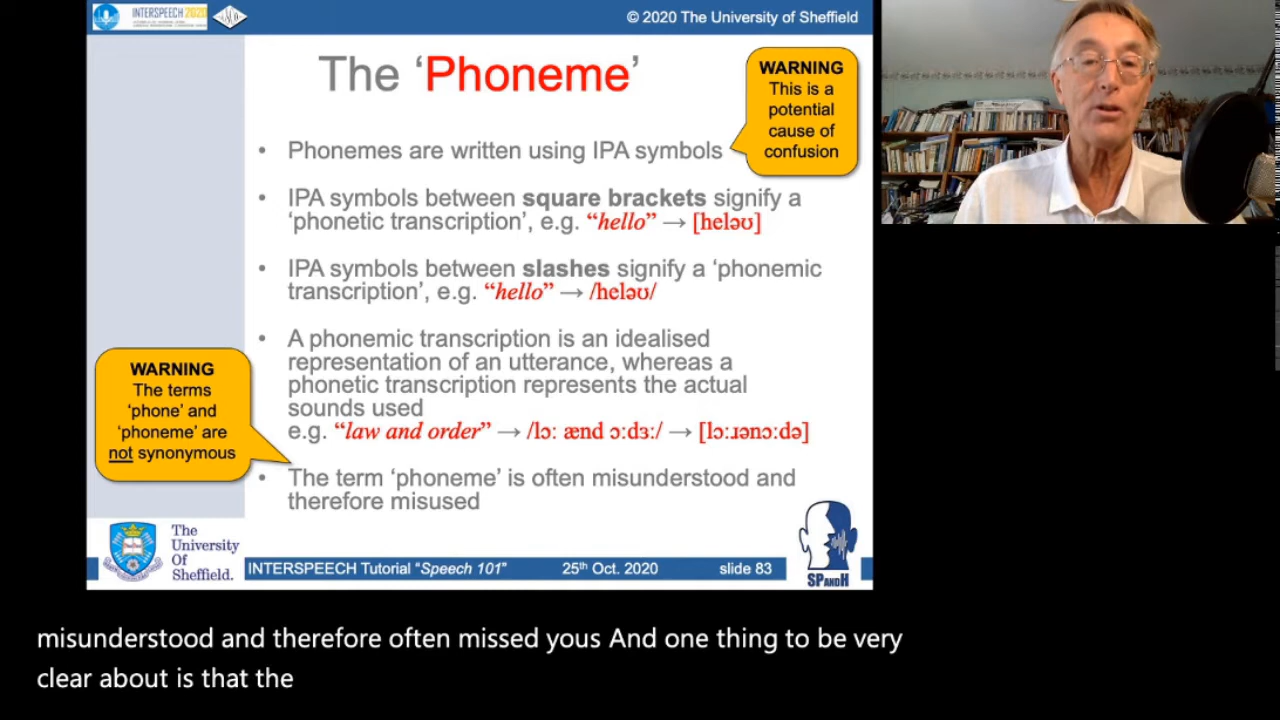 INTERSPEECH 2020
© 2020 The University of Sheffield
The ‘Phoneme’
WARNING
This is a
potential
cause of
confusion
• Phonemes are written using IPA symbols
• IPA symbols between square brackets signify a
‘phonetic transcription’, e.g. “hello” → [heləʊ]
• IPA symbols between slashes signify a ‘phonemic
transcription’, e.g. “hello” → /heləʊ/
• A phonemic transcription is an idealised
representation of an utterance, whereas a
phonetic transcription represents the actual
sounds used
e.g. “law and order” → /lɔː ænd ɔːdɜː/ → [lɔːɹənɔːdə]
WARNING
The terms
‘phone’ and
‘phoneme’ are
not synonymous
• The term ‘phoneme’ is often misunderstood and
therefore misused
The
University
Of
Sheffield.
INTERSPEECH Tutorial “Speech 101” 25th Oct. 2020 slide 83
SPANDH
misunderstood and therefore often missed yous And one thing to be very
clear about is that the